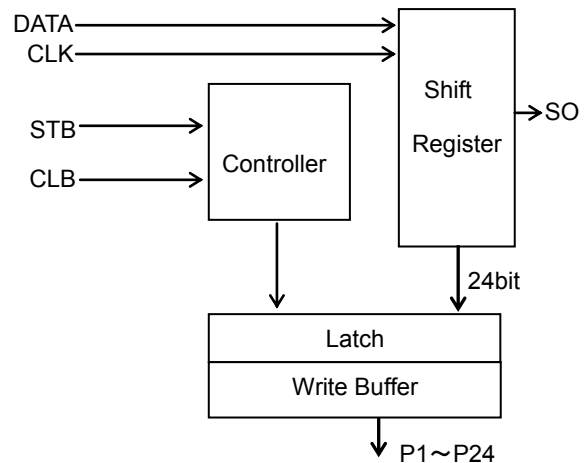 DATA
CLK
Shift
Register
SO
STB
CLB
Controller
24bit
Latch
Write Buffer
P1～P24